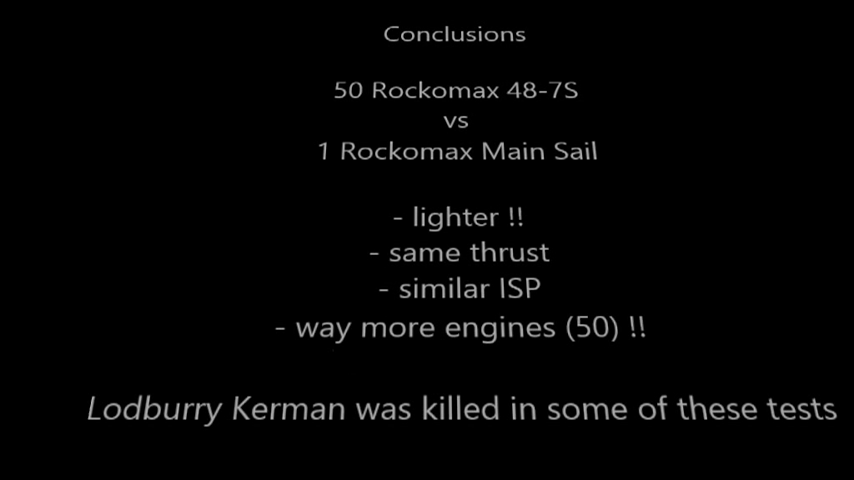 Conclusions
50 Rockomax 48-7S
vs
1 Rockomax Main Sail
- lighter !!
- same thrust
- similar ISP
- way more engines (50) !!
Lodburry Kerman was killed in some of these tests